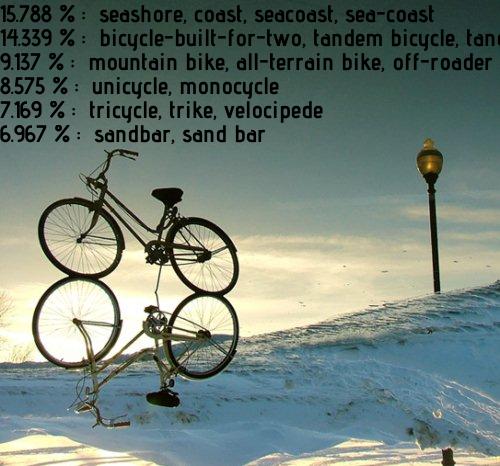 15.788 % : seashore, coast, seacoast, sea-coast
14.339 % : bicycle-built-for-two, tandem bicycle,
9.137 % : mountain bike, all-terrain bike, off-roader
8.575 % : unicycle, monocycle
7.169 % : tricycle, trike, velocipede
6.967 % : sandbar, sand bar